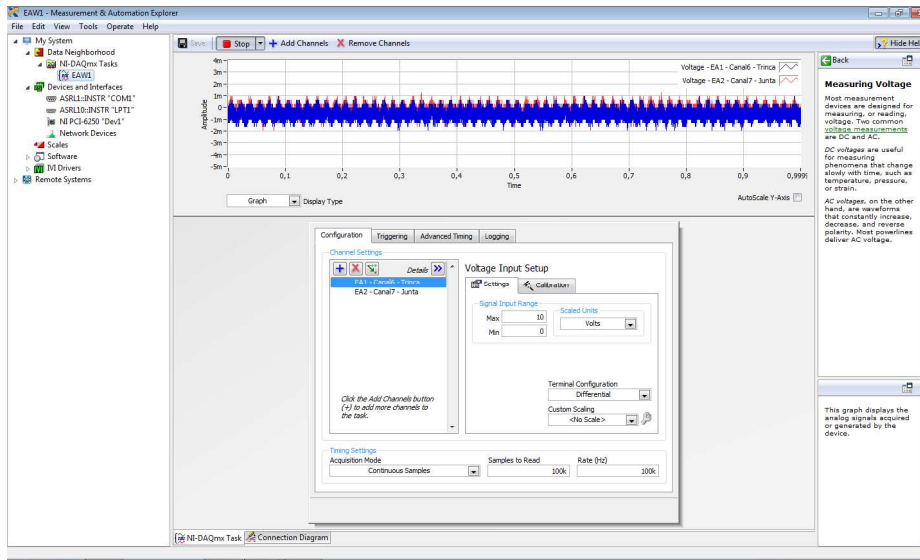 EAW1 - Measurement & Automation Explorer
File Edit View Tools Operate Help
My System
Data Neighborhood
NI-DAQmx Tasks
EAW1
Devices and Interfaces
ASRL1::INSTR "COM1"
ASRL10::INSTR "LPT1"
NI PCI-6250 "Dev1"
Network Devices
Scales
Software
IVI Drivers
Remote Systems
Save Stop + Add Channels Remove Channels
Hide Hel
4m
3m
2m
1m
0
-1m
-2m
-3m
-4m
-5m
Amplitude
Voltage - EA1 - Canal6 - Trinca
Voltage - EA2 - Canal7 - Junta
0 0,1 0,2 0,3 0,4 0,5 0,6 0,7 0,8 0,9
Time
Graph Display Type
AutoScale Y-Axis
Configuration Triggering Advanced Timing Logging
Channel Settings
Details
EA1 - Canal6 - Trinca
EA2 - Canal7 - Junta
Click the Add Channels button
(+) to add more channels to
the task.
Voltage Input Setup
Settings Calibration
Signal Input Range
Max 10
Min 0
Scaled Units
Volts
Terminal Configuration
Differential
Custom Scaling
<No Scale>
Timing Settings
Acquisition Mode Samples to Read Rate (Hz)
Continuous Samples 100k 100k
NI-DAQmx Task Connection Diagram
Back
Measuring Voltage
Most measurement
devices are designed for
measuring, or reading,
voltage. Two common
voltage measurements
are DC and AC.
DC voltages are useful
for measuring
phenomena that change
slowly with time, such as
temperature, pressure,
or strain.
AC voltages, on the other
hand, are waveforms
that constantly increase,
decrease, and reverse
polarity. Most powerlines
deliver AC voltage.
This graph displays the
analog signals acquired
or generated by the
device.